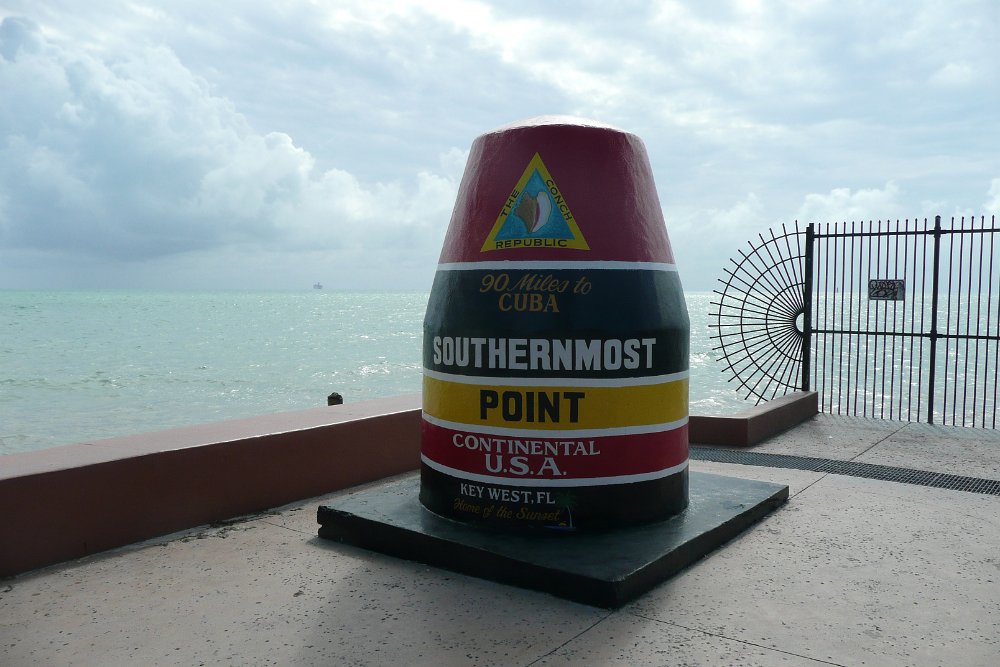 THE CONCH
REPUBLIC
90 Miles to
CUBA
SOUTHERNMOST
POINT
CONTINENTAL
U.S.A.
KEY WEST, FL
Home of the Sunset